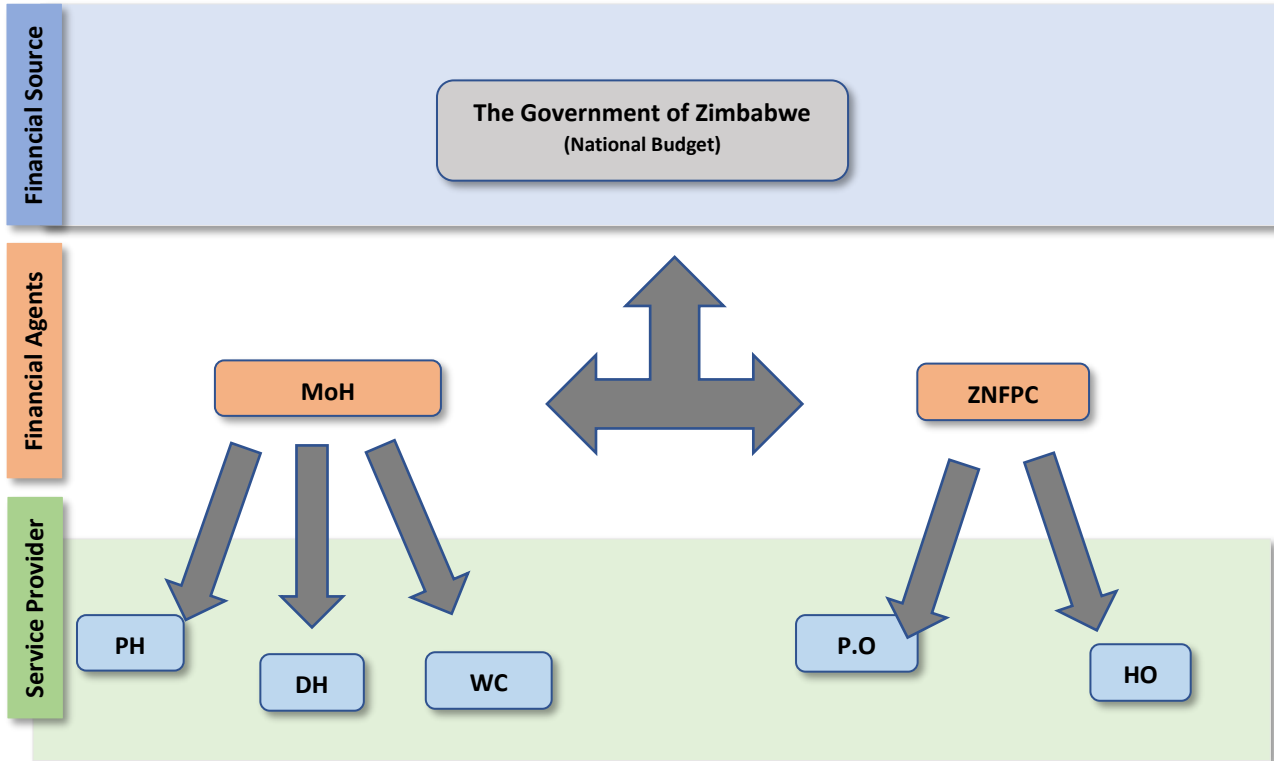 Financial Source
The Government of Zimbabwe
(National Budget)
Financial Agents
MoH
ZNFPC
Service Provider
PH
DH
WC
P.O
HO